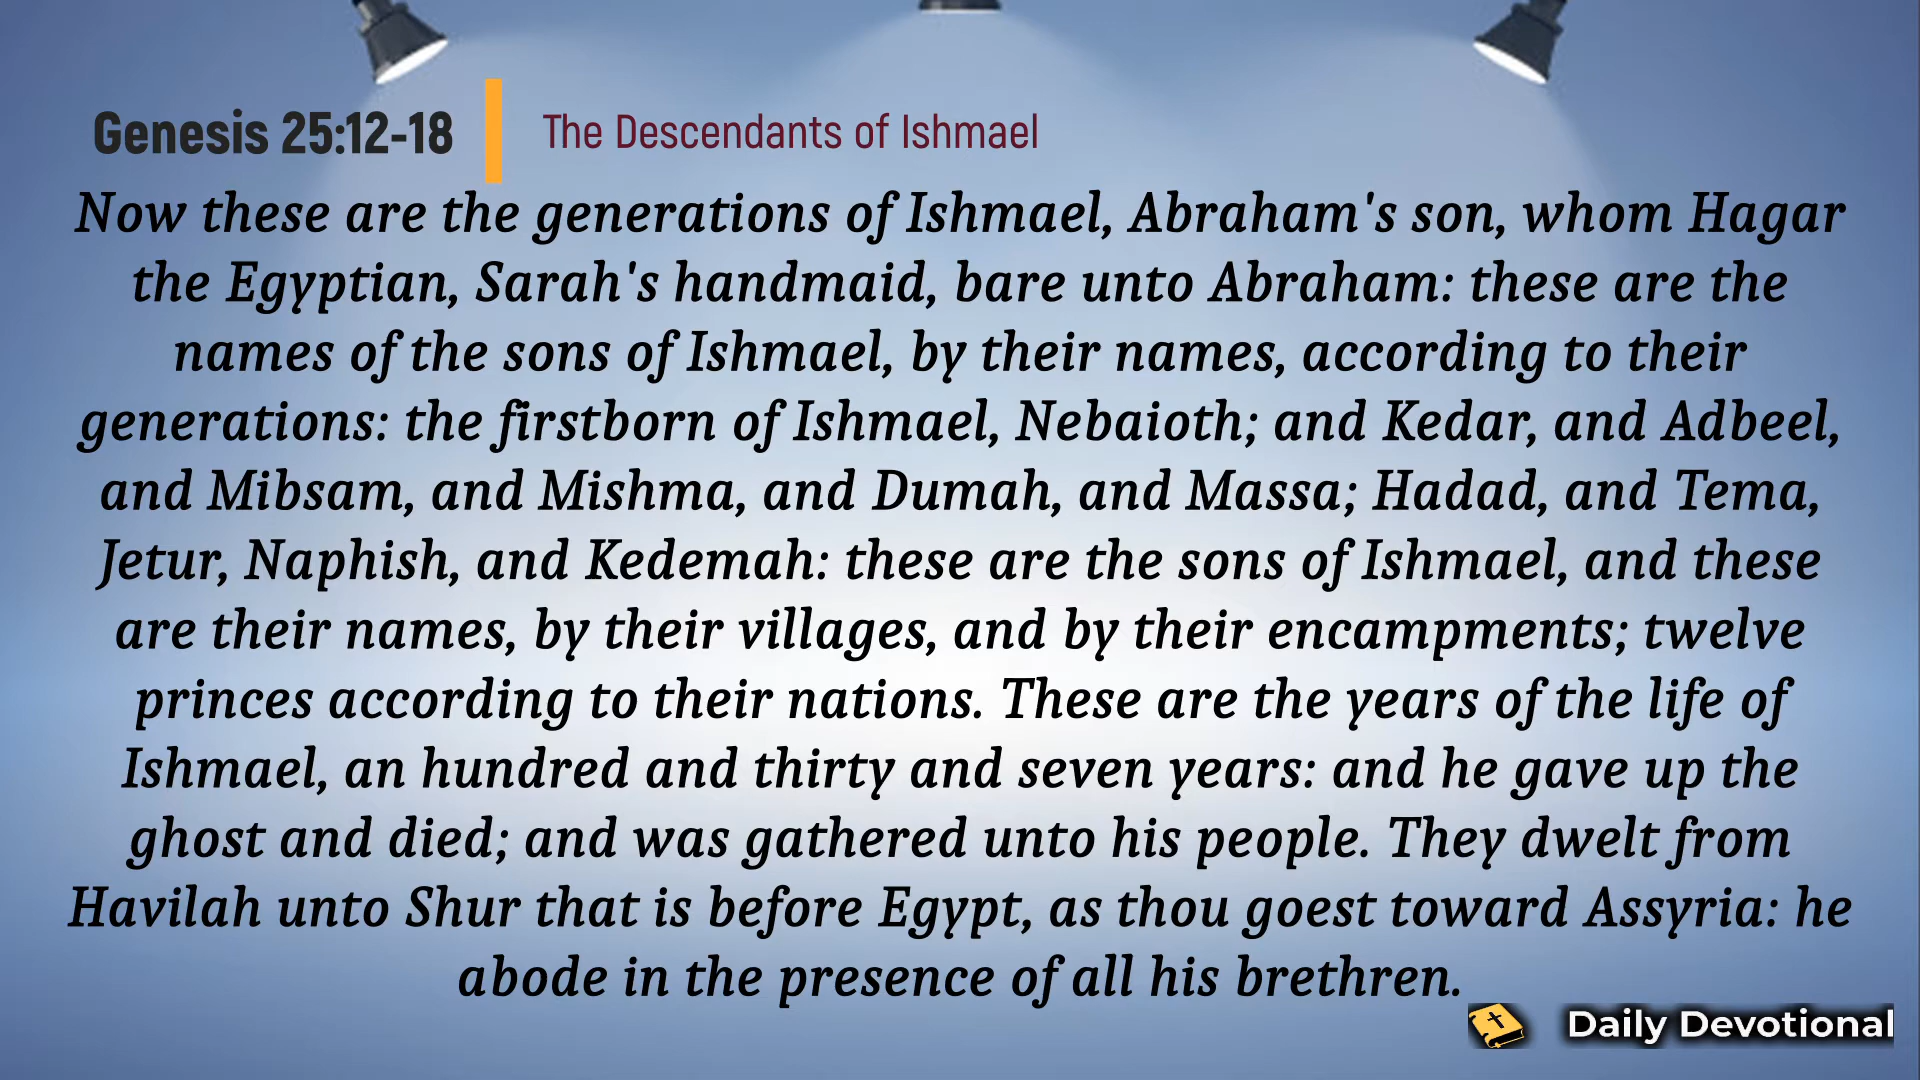 Genesis 25:12-18
The Descendants of Ishmael
Now these are the generations of Ishmael, Abraham's son, whom Hagar
the Egyptian, Sarah's handmaid, bare unto Abraham: these are the
names of the sons of Ishmael, by their names, according to their
generations: the firstborn of Ishmael, Nebaioth; and Kedar, and Adbeel,
and Mibsam, and Mishma, and Dumah, and Massa; Hadad, and Tema,
Jetur, Naphish, and Kedemah: these are the sons of Ishmael, and these
are their names, by their villages, and by their encampments; twelve
princes according to their nations. These are the years of the life of
Ishmael, an hundred and thirty and seven years: and he gave up the
ghost and died; and was gathered unto his people. They dwelt from
Havilah unto Shur that is before Egypt, as thou goest toward Assyria: he
abode in the presence of all his brethren.
Daily Devotional